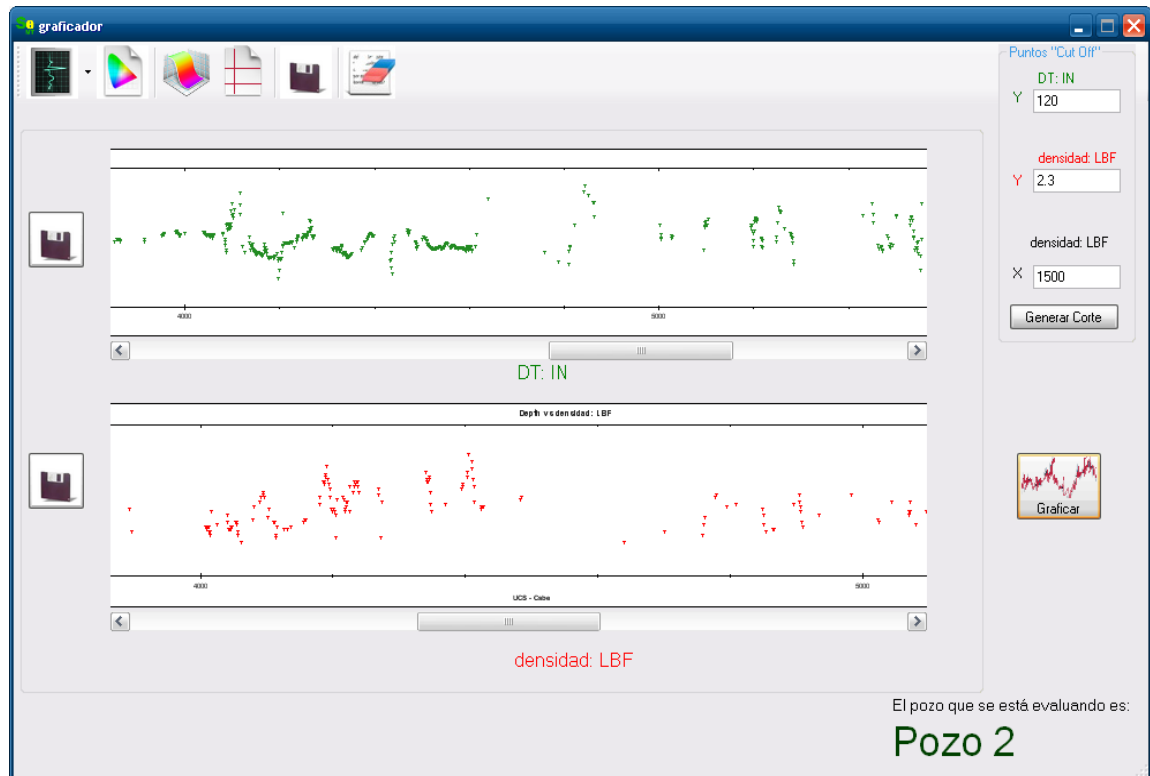 graficador
Puntos "Cut Off"
DT: IN
Y 120
densidad: LBF
Y 2.3
densidad: LBF
X 1500
Generar Corte
4000 5000
DT: IN
Depth vs densidad: LBF
4000 5000
UCS - Cabe
densidad: LBF
Graficar
El pozo que se está evaluando es:
Pozo 2